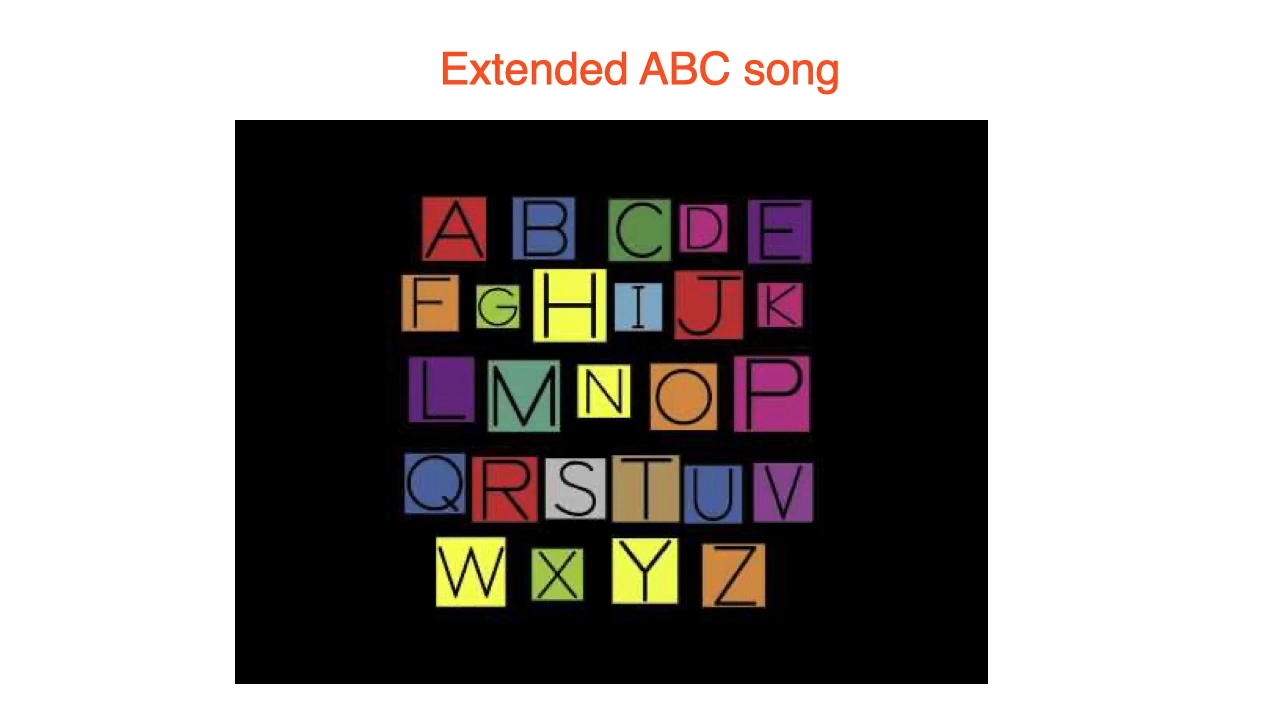 Extended ABC song
A B C D E
F G H I J K
L M N O P
Q R S T U V
W X Y Z